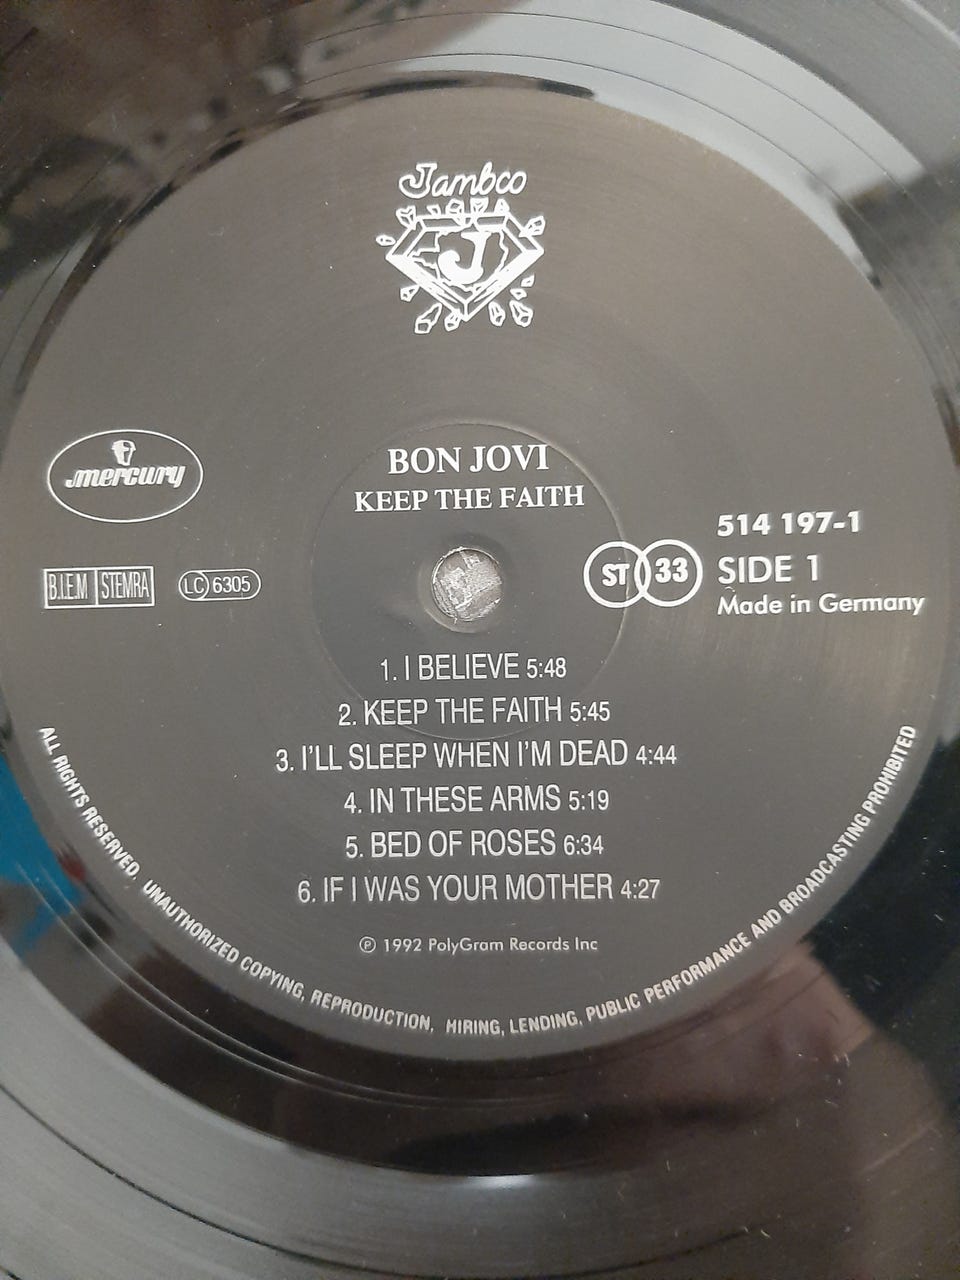 Jambco
J
BON JOVI
KEEP THE FAITH
mercury
B.I.E.M STEMRA
LC 6305
ST 33
514 197-1
SIDE 1
Made in Germany
1. I BELIEVE 5:48
2. KEEP THE FAITH 5:45
3. I'LL SLEEP WHEN I'M DEAD 4:44
4. IN THESE ARMS 5:19
5. BED OF ROSES 6:34
6. IF I WAS YOUR MOTHER 4:27
℗ 1992 PolyGram Records Inc
ALL RIGHTS RESERVED. UNAUTHORIZED COPYING, REPRODUCTION, HIRING, LENDING, PUBLIC PERFORMANCE AND BROADCASTING PROHIBITED